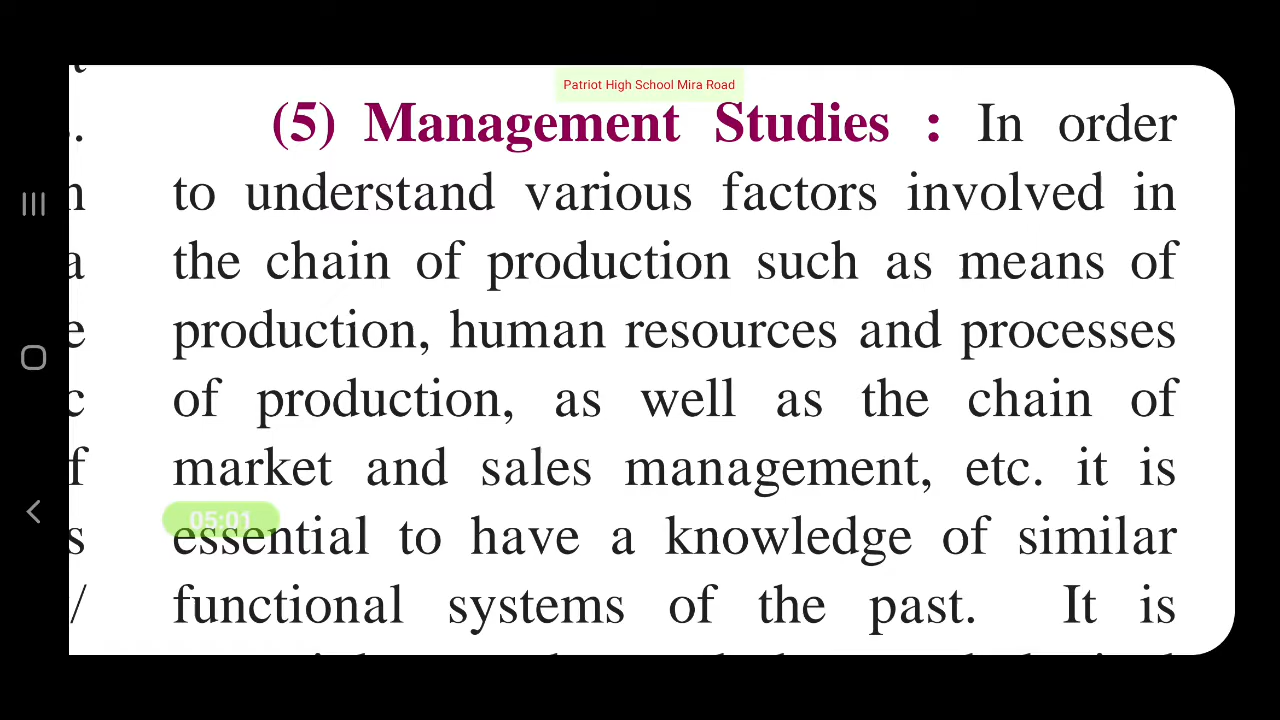 Patriot High School Mira Road
(5) Management Studies : In order
to understand various factors involved in
the chain of production such as means of
production, human resources and processes
of production, as well as the chain of
market and sales management, etc. it is
05:01
essential to have a knowledge of similar
functional systems of the past. It is